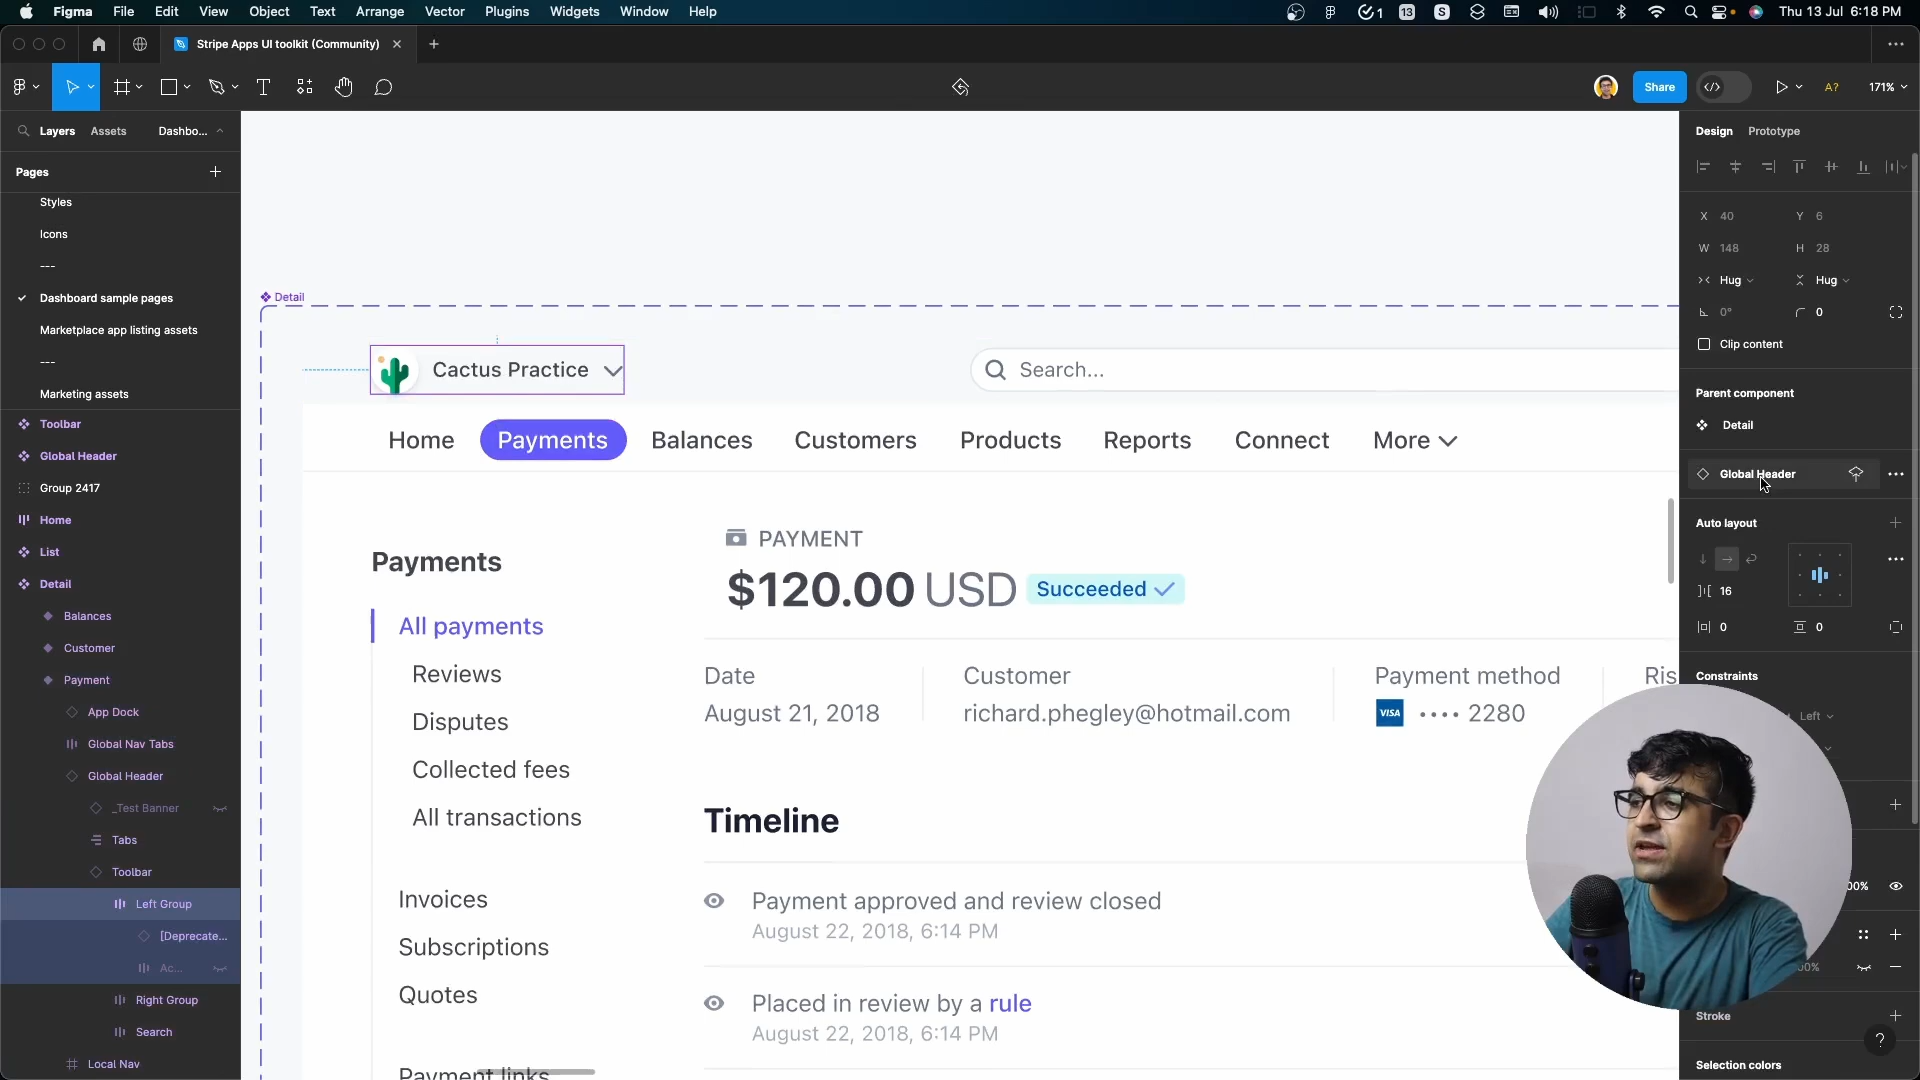 Figma File Edit View Object Text Arrange Vector Plugins Widgets Window Help
1 13 S Thu 13 Jul 6:18 PM
Stripe Apps UI toolkit (Community)
Share A? 171%
Layers Assets Dashbo...
Pages
Styles
Icons
---
Dashboard sample pages
Marketplace app listing assets
---
Marketing assets
Toolbar
Global Header
Group 2417
Home
List
Detail
Balances
Customer
Payment
App Dock
Global Nav Tabs
Global Header
_Test Banner
Tabs
Toolbar
Left Group
[Deprecate...
Ac...
Right Group
Search
Local Nav
Detail
Cactus Practice
Search...
Home Payments Balances Customers Products Reports Connect More
Payments
All payments
Reviews
Disputes
Collected fees
All transactions
Invoices
Subscriptions
Quotes
Payment links
PAYMENT
$120.00 USD Succeeded
Date
August 21, 2018
Customer
richard.phegley@hotmail.com
Payment method
VISA •••• 2280
Ris
Timeline
Payment approved and review closed
August 22, 2018, 6:14 PM
Placed in review by a rule
August 22, 2018, 6:14 PM
Design Prototype
X 40 Y 6
W 148 H 28
Hug Hug
0° 0
Clip content
Parent component
Detail
Global Header
Auto layout
16
0 0
Constraints
Left
00%
00%
Stroke
?
Selection colors